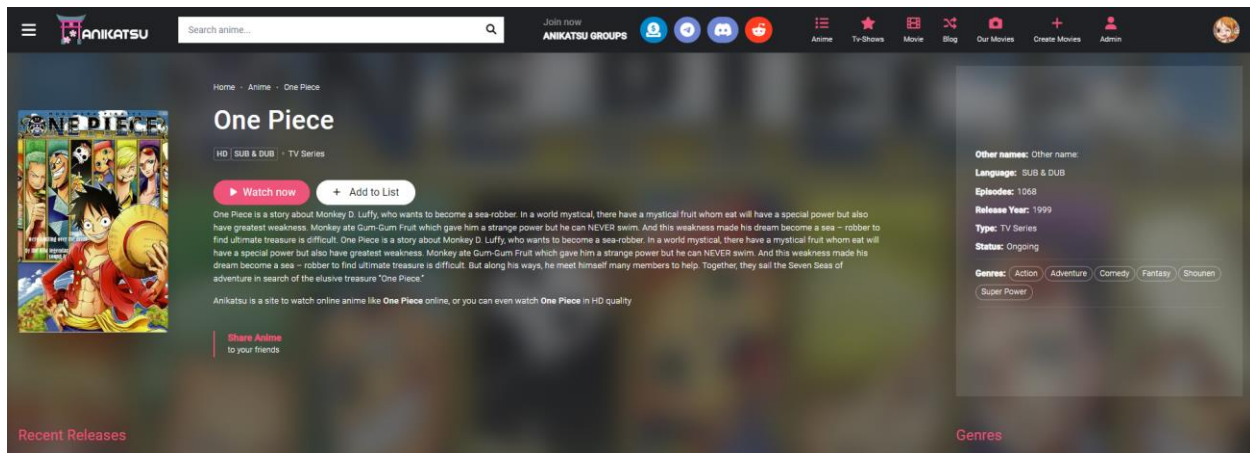 ANIKATSU
Search anime...
Join now
ANIKATSU GROUPS
Anime
Tv-Shows
Movie
Blog
Our Movies
Create Movies
Admin
Home
Anime
One Piece
ONE PIECE
One Piece
HD SUB & DUB TV Series
Watch now
+ Add to List
One Piece is a story about Monkey D. Luffy, who wants to become a sea-robber. In a world mystical, there have a mystical fruit whom eat will have a special power but also
have greatest weakness. Monkey ate Gum-Gum Fruit which gave him a strange power but he can NEVER swim. And this weakness made his dream become a sea – robber to
find ultimate treasure is difficult. One Piece is a story about Monkey D. Luffy, who wants to become a sea-robber. In a world mystical, there have a mystical fruit whom eat will
have a special power but also have greatest weakness. Monkey ate Gum-Gum Fruit which gave him a strange power but he can NEVER swim. And this weakness made his
dream become a sea – robber to find ultimate treasure is difficult. But along his ways, he meet himself many members to help. Together, they sail the Seven Seas of
adventure in search of the elusive treasure "One Piece."
Anikatsu is a site to watch online anime like One Piece online, or you can even watch One Piece in HD quality
Share Anime
to your friends
Other names: Other name:
Language: SUB & DUB
Episodes: 1068
Release Year: 1999
Type: TV Series
Status: Ongoing
Genres: Action Adventure Comedy Fantasy Shounen
Super Power
Recent Releases
Genres